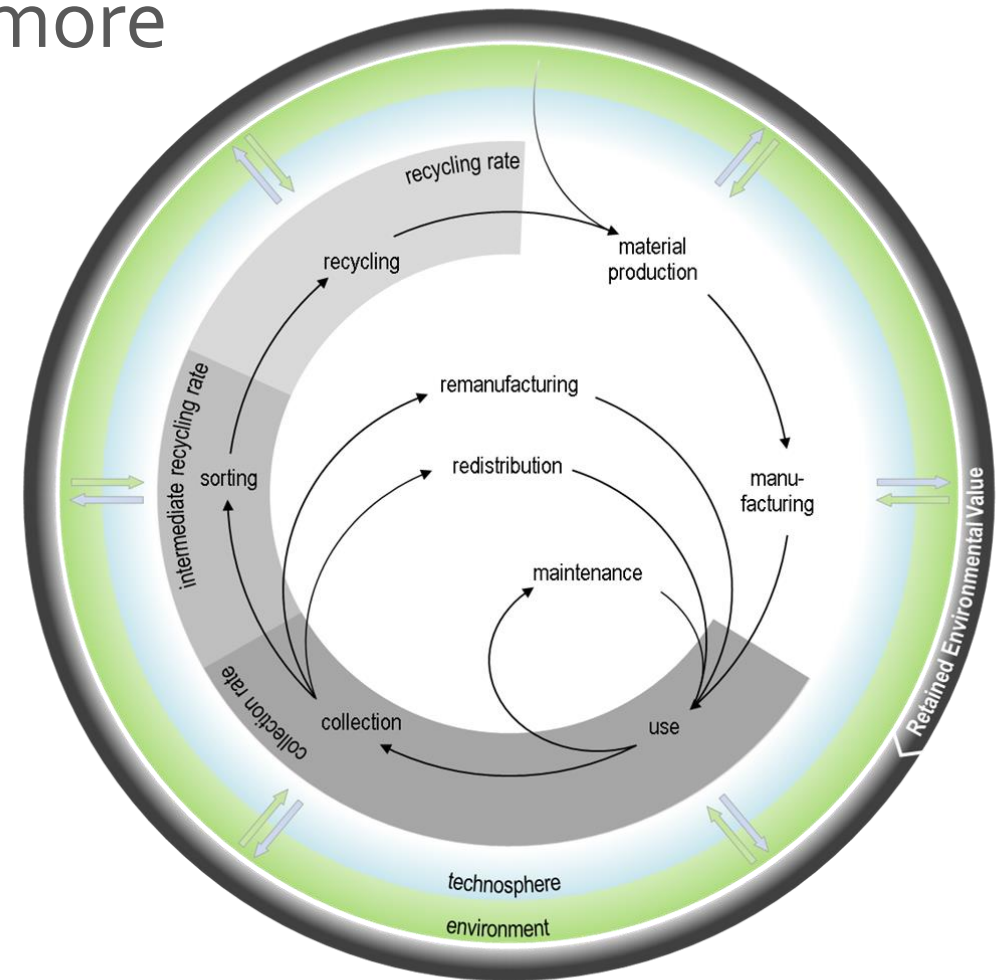 more
recycling rate
material
production
recycling
remanufacturing
intermediate recycling rate
redistribution
sorting
manu-
facturing
Retained Environmental Value
maintenance
collection rate
collection
use
technosphere
environment